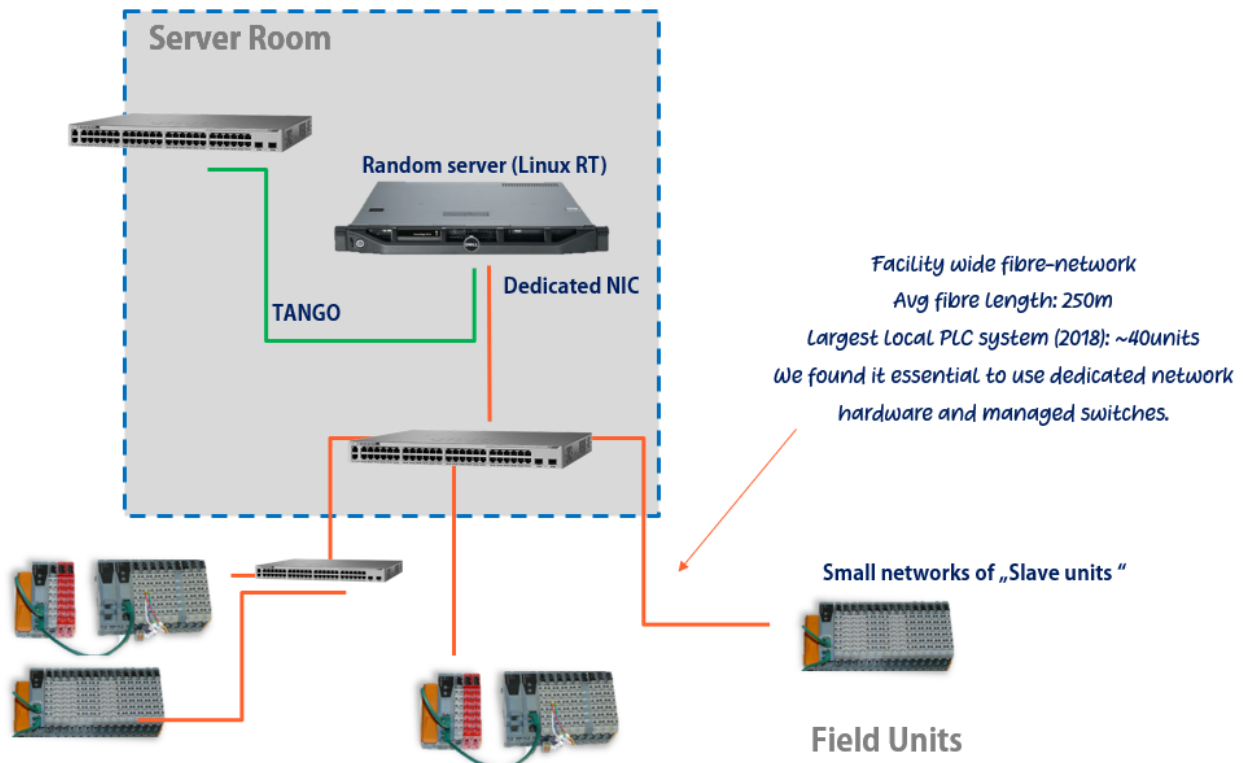 Server Room
Random server (Linux RT)
Dedicated NIC
TANGO
Facility wide fibre-network
Avg fibre length: 250m
Largest local PLC system (2018): ~40units
We found it essential to use dedicated network
hardware and managed switches.
Small networks of „Slave units “
Field Units